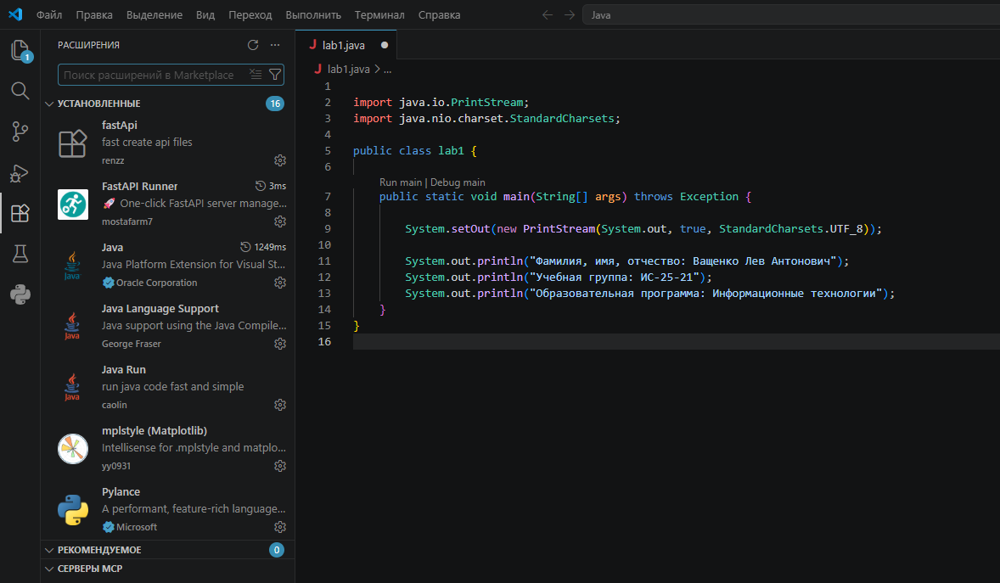 Файл Правка Выделение Вид Переход Выполнить Терминал Справка
Java
1
РАСШИРЕНИЯ
Поиск расширений в Marketplace
УСТАНОВЛЕННЫЕ 16
fastApi
fast create api files
renzz
FastAPI Runner 3ms
🚀 One-click FastAPI server manage...
mostafarm7
Java 1249ms
Java Platform Extension for Visual St...
Oracle Corporation
Java Language Support
Java support using the Java Compile...
George Fraser
Java Run
run java code fast and simple
caolin
mplstyle (Matplotlib)
Intellisense for .mplstyle and matplo...
yy0931
Pylance
A performant, feature-rich language...
Microsoft
РЕКОМЕНДУЕМОЕ 0
СЕРВЕРЫ MCP
J lab1.java ●
J lab1.java > ...
1
2 import java.io.PrintStream;
3 import java.nio.charset.StandardCharsets;
4
5 public class lab1 {
6
Run main | Debug main
7 public static void main(String[] args) throws Exception {
8
9 System.setOut(new PrintStream(System.out, true, StandardCharsets.UTF_8));
10
11 System.out.println("Фамилия, имя, отчество: Ващенко Лев Антонович");
12 System.out.println("Учебная группа: ИС-25-21");
13 System.out.println("Образовательная программа: Информационные технологии");
14 }
15 }
16